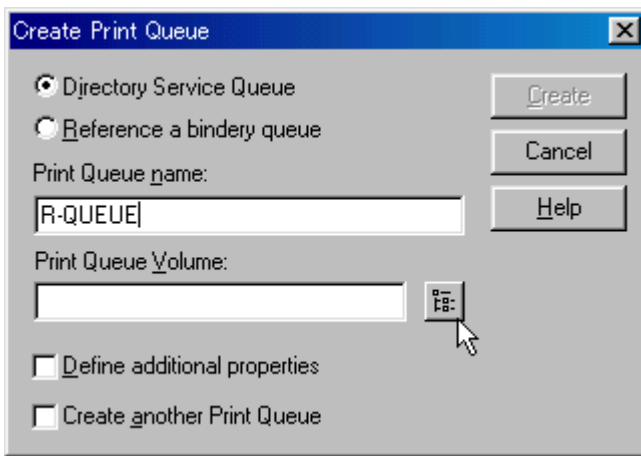 Create Print Queue
Directory Service Queue
Create
Reference a bindery queue
Cancel
Print Queue name:
R-QUEUE
Help
Print Queue Volume:
Define additional properties
Create another Print Queue